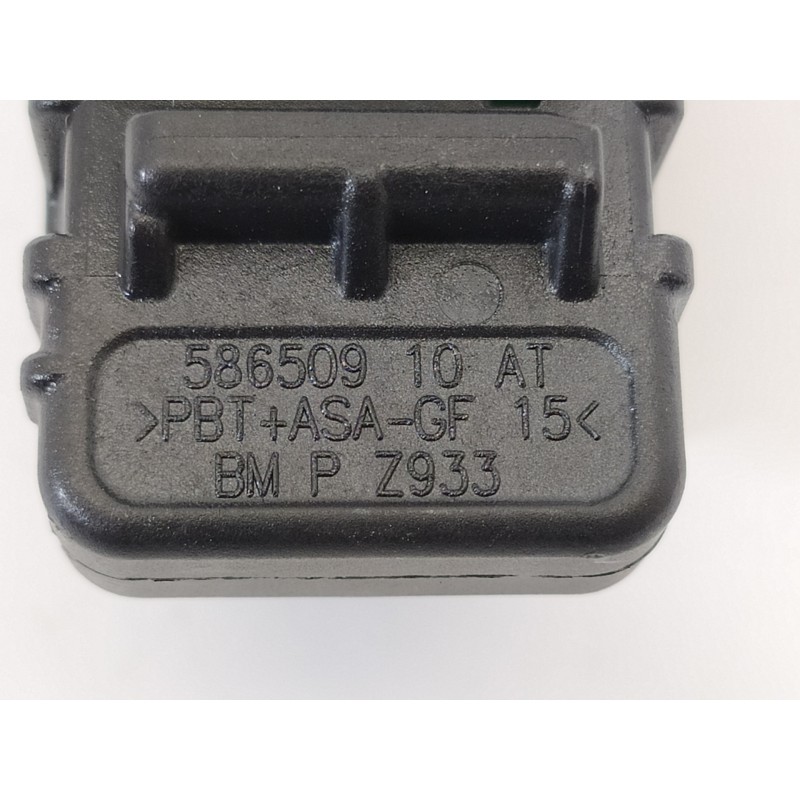 586509 10 AT
>PBT+ASA-GF 15<
BM P Z933